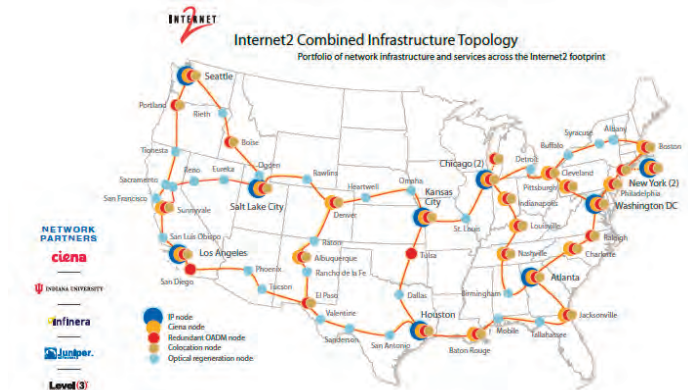 INTERNET
2
Internet2 Combined Infrastructure Topology
Portfolio of network infrastructure and services across the Internet2 footprint
Seattle
Portland
Rieth
Boise
Tionesta
Ogden
Reno
Eureka
Sacramento
San Francisco
Sunnyvale
Salt Lake City
Rawlins
Heartwell
Omaha
Kansas
City
Denver
San Luis Obispo
Los Angeles
San Diego
Phoenix
Tucson
Raton
Albuquerque
Rancho de la Fe
El Paso
Valentine
Sanderson
San Antonio
Houston
Dallas
Tulsa
St. Louis
Chicago (2)
Detroit
Indianapolis
Louisville
Nashville
Birmingham
Atlanta
Baton Rouge
Mobile
Tallahassee
Jacksonville
Charlotte
Raleigh
Washington DC
Philadelphia
New York (2)
Pittsburgh
Cleveland
Buffalo
Syracuse
Albany
Boston
NETWORK
PARTNERS
ciena
INDIANA UNIVERSITY
infinera
Juniper.
Level(3)
IP node
Ciena node
Redundant OADM node
Colocation node
Optical regeneration node